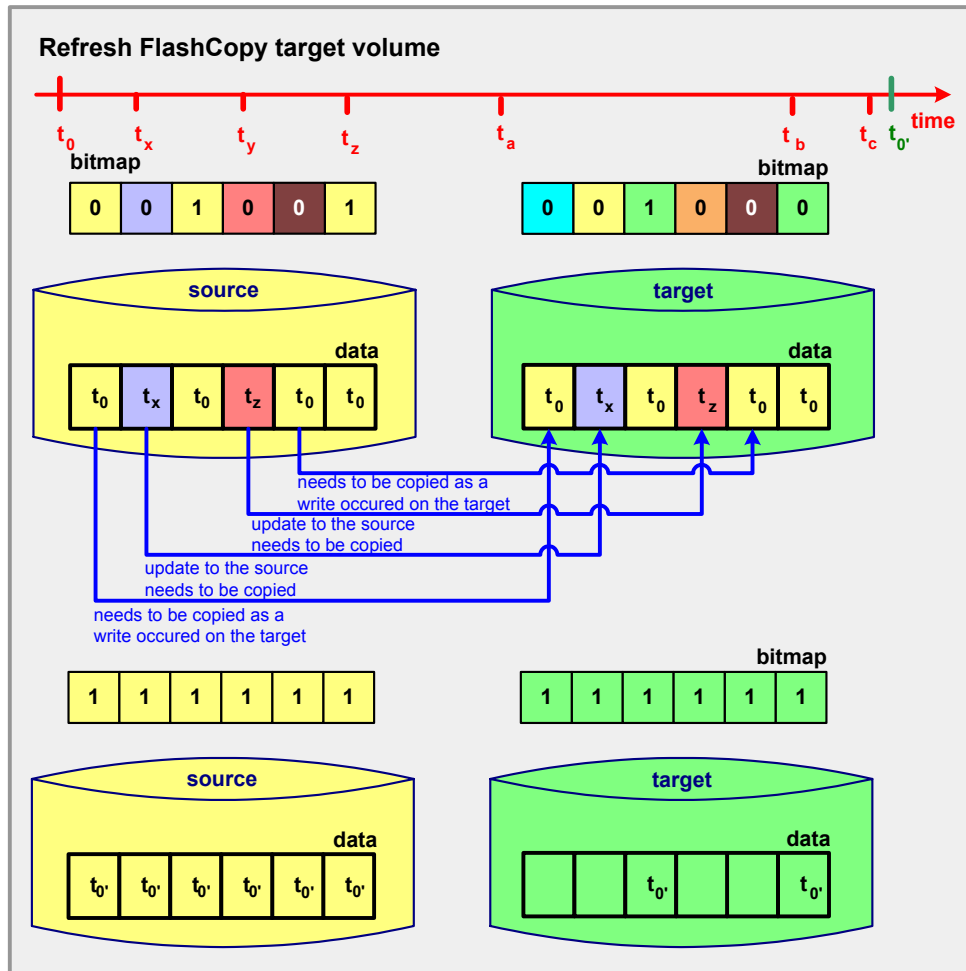 Refresh FlashCopy target volume
t0 tx ty tz ta tb tc t0' time
bitmap bitmap
0 0 1 0 0 1 0 0 1 0 0 0
source target
data data
t0 tx t0 tz t0 t0 t0 tx t0 tz t0 t0
needs to be copied as a
write occured on the target
update to the source
needs to be copied
update to the source
needs to be copied
needs to be copied as a
write occured on the target
bitmap
1 1 1 1 1 1 1 1 1 1 1 1
source target
data data
t0' t0' t0' t0' t0' t0' t0' t0'